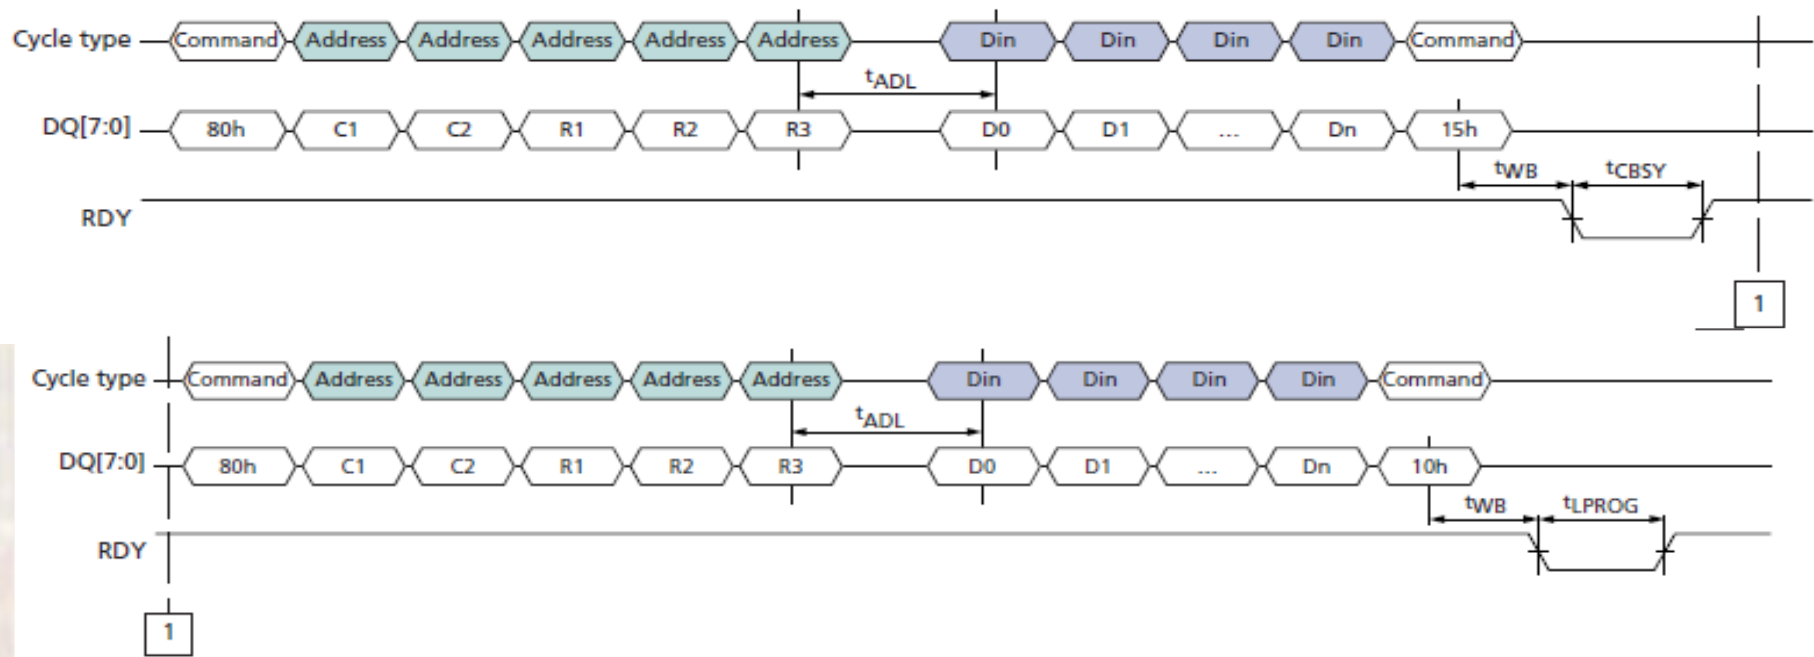 Cycle type Command Address Address Address Address Address Din Din Din Din Command
tADL
DQ[7:0] 80h C1 C2 R1 R2 R3 D0 D1 ... Dn 15h
tWB tCBSY
RDY
1
Cycle type Command Address Address Address Address Address Din Din Din Din Command
tADL
DQ[7:0] 80h C1 C2 R1 R2 R3 D0 D1 ... Dn 10h
tWB tLPROG
RDY
1